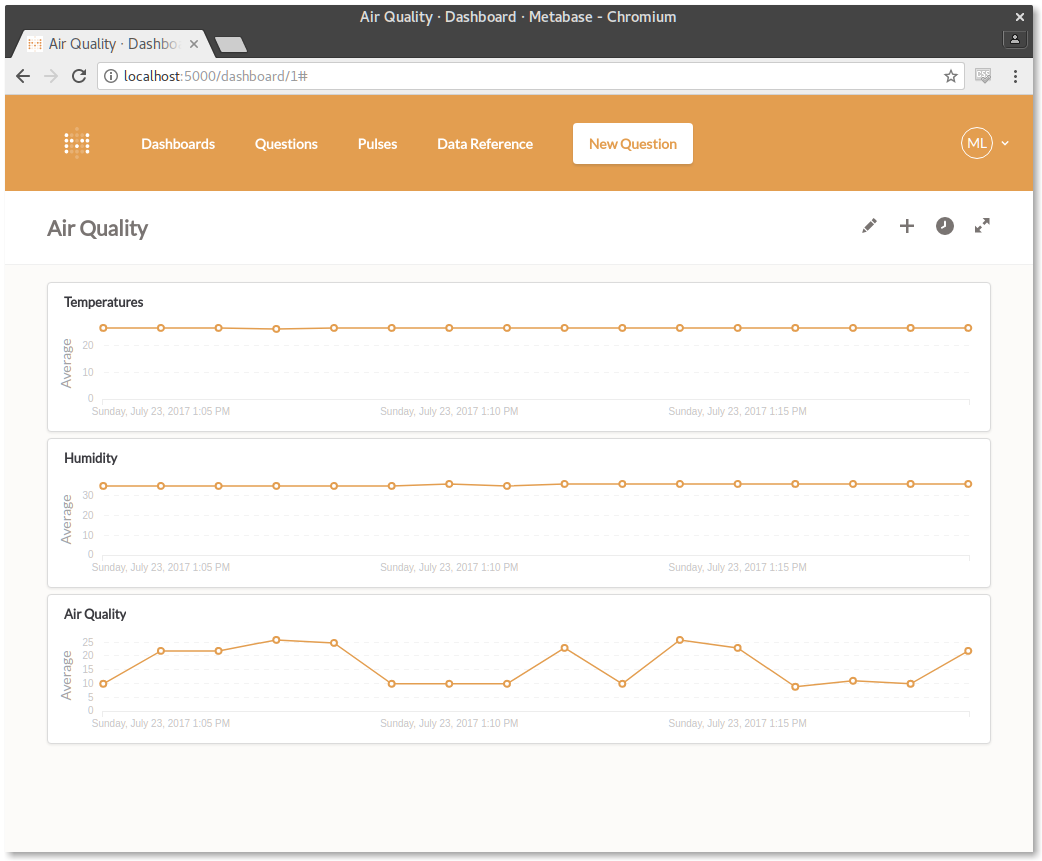 Air Quality · Dashboard · Metabase - Chromium
Air Quality · Dashbo
localhost:5000/dashboard/1#
CSS
Dashboards Questions Pulses Data Reference New Question ML
Air Quality
Temperatures
Average
20
10
0
Sunday, July 23, 2017 1:05 PM Sunday, July 23, 2017 1:10 PM Sunday, July 23, 2017 1:15 PM
Humidity
Average
30
20
10
0
Sunday, July 23, 2017 1:05 PM Sunday, July 23, 2017 1:10 PM Sunday, July 23, 2017 1:15 PM
Air Quality
Average
25
20
15
10
5
0
Sunday, July 23, 2017 1:05 PM Sunday, July 23, 2017 1:10 PM Sunday, July 23, 2017 1:15 PM